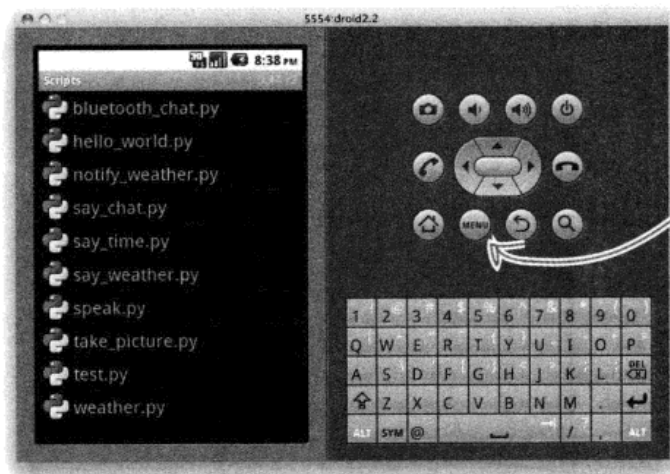 5554:droid2.2
8:38 PM
Scripts
bluetooth_chat.py
hello_world.py
notify_weather.py
say_chat.py
say_time.py
say_weather.py
speak.py
take_picture.py
test.py
weather.py
MENU
1 2 3 4 5 6 7 8 9 0
Q W E R T Y U I O P
A S D F G H J K L DEL
Z X C V B N M .
ALT SYM @ / , ALT